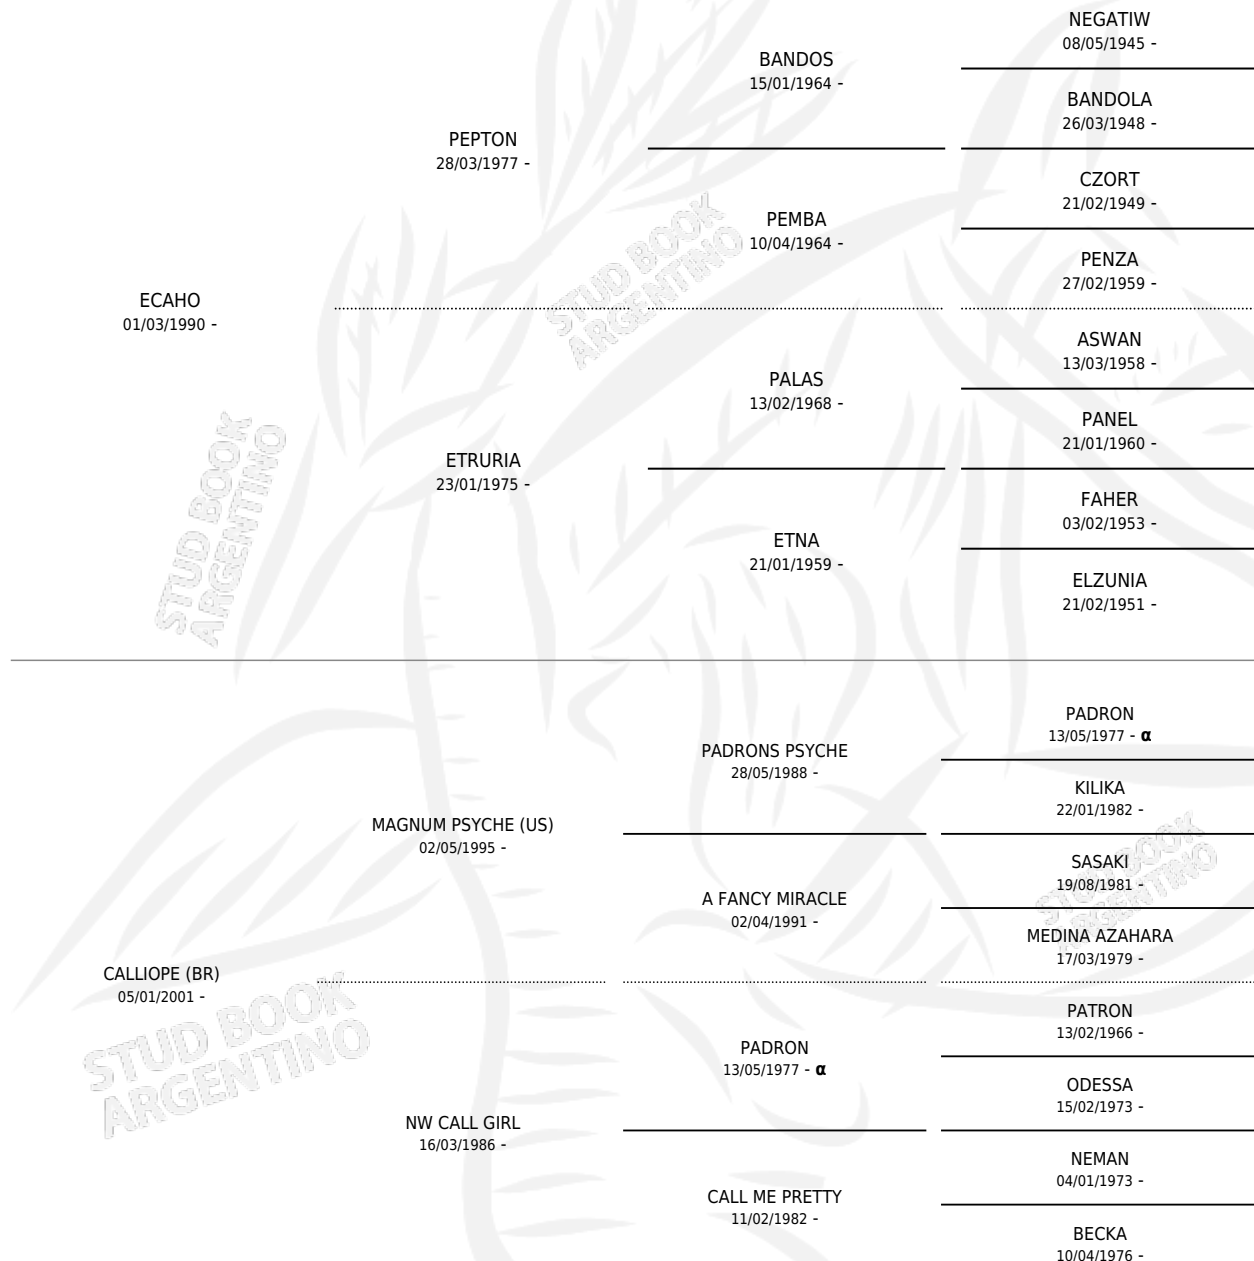 NEGATIW
08/05/1945 -
BANDOS
15/01/1964 -
BANDOLA
26/03/1948 -
PEPTON
28/03/1977 -
CZORT
21/02/1949 -
PEMBA
10/04/1964 -
PENZA
27/02/1959 -
ECAHO
01/03/1990 -
ASWAN
13/03/1958 -
PALAS
13/02/1968 -
PANEL
21/01/1960 -
ETRURIA
23/01/1975 -
FAHER
03/02/1953 -
ETNA
21/01/1959 -
ELZUNIA
21/02/1951 -
STUD BOOK
ARGENTINO
STUD BOOK
ARGENTINO
PADRON
13/05/1977 - α
PADRONS PSYCHE
28/05/1988 -
KILIKA
22/01/1982 -
MAGNUM PSYCHE (US)
02/05/1995 -
SASAKI
19/08/1981 -
A FANCY MIRACLE
02/04/1991 -
MEDINA AZAHARA
17/03/1979 -
CALLIOPE (BR)
05/01/2001 -
PATRON
13/02/1966 -
PADRON
13/05/1977 - α
ODESSA
15/02/1973 -
NW CALL GIRL
16/03/1986 -
NEMAN
04/01/1973 -
CALL ME PRETTY
11/02/1982 -
BECKA
10/04/1976 -
STUD BOOK
ARGENTINO
STUD BOOK
ARGENTINO